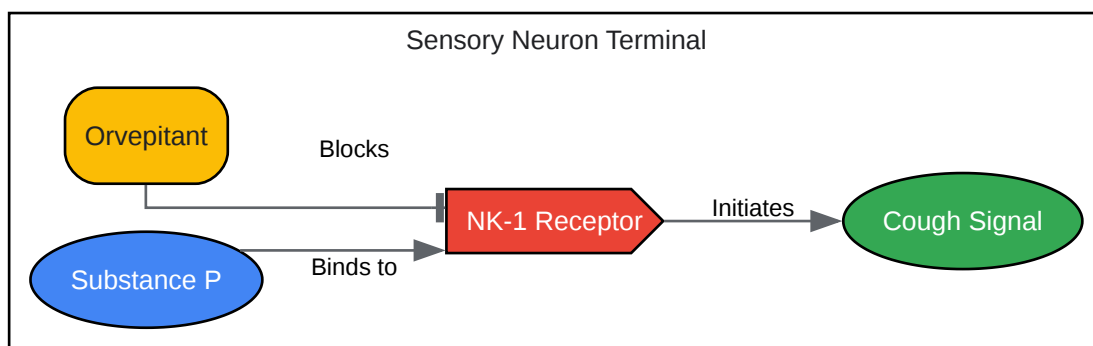 Sensory Neuron Terminal
Orvepitant
Blocks
NK-1 Receptor
Initiates
Cough Signal
Substance P
Binds to